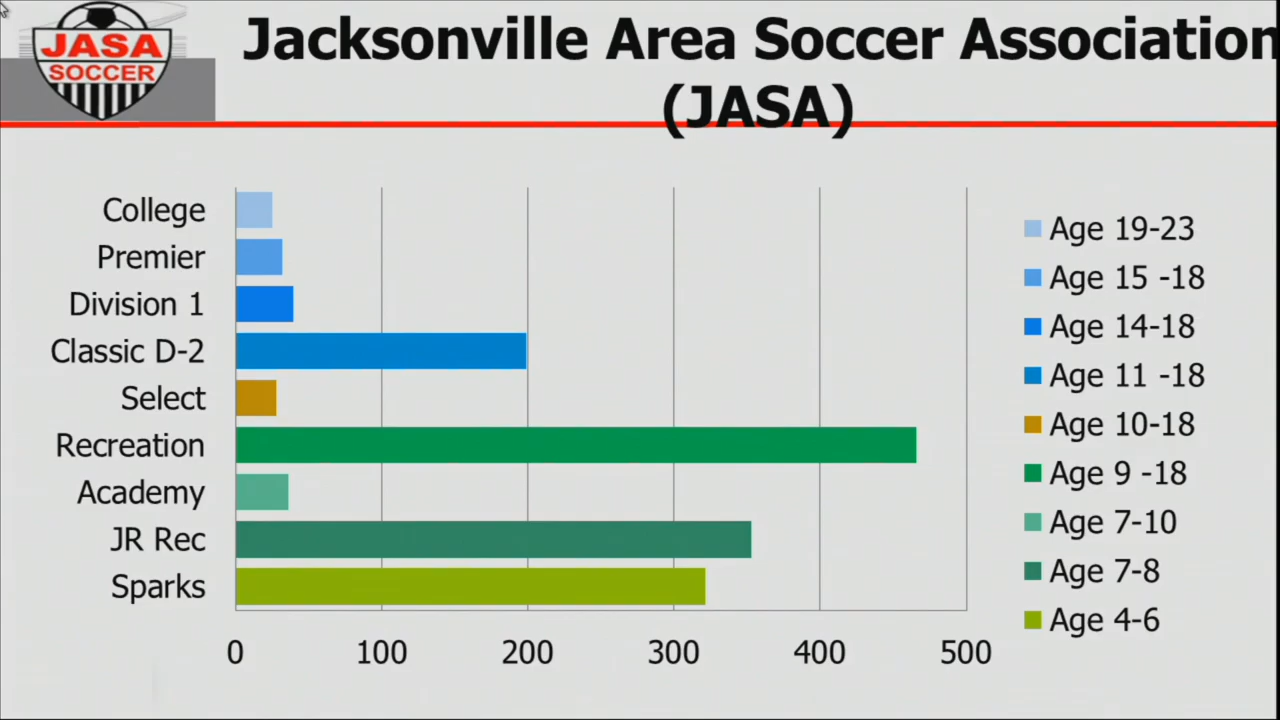 JASA
SOCCER
Jacksonville Area Soccer Association
(JASA)
College
Premier
Division 1
Classic D-2
Select
Recreation
Academy
JR Rec
Sparks
0 100 200 300 400 500
Age 19-23
Age 15 -18
Age 14-18
Age 11 -18
Age 10-18
Age 9 -18
Age 7-10
Age 7-8
Age 4-6